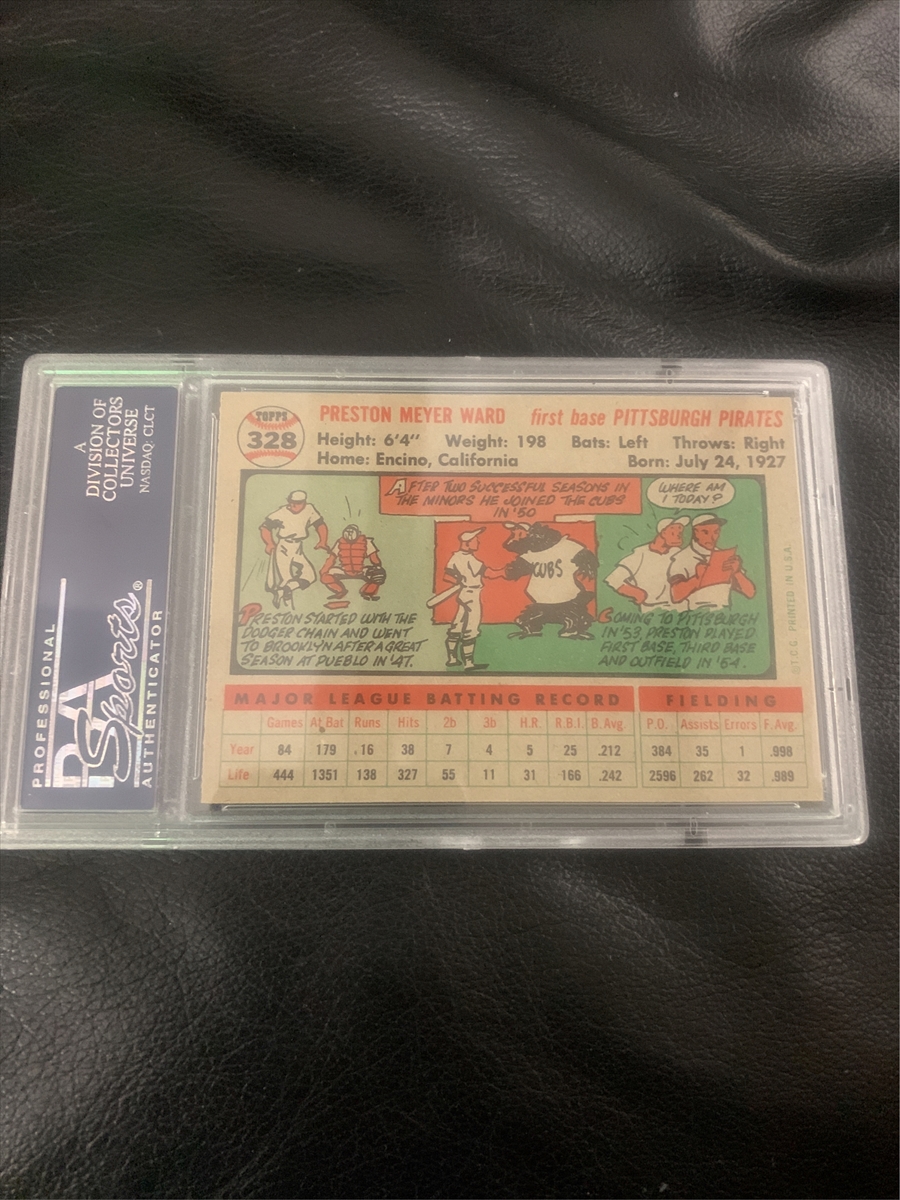 A
DIVISION OF
COLLECTORS
UNIVERSE
NASDAQ: CLCT
PROFESSIONAL
PSA
Sports®
AUTHENTICATOR
TOPPS
328
PRESTON MEYER WARD first base PITTSBURGH PIRATES
Height: 6'4" Weight: 198 Bats: Left Throws: Right
Home: Encino, California Born: July 24, 1927
PRESTON STARTED WITH THE
DODGER CHAIN AND WENT
TO BROOKLYN AFTER A GREAT
SEASON AT PUEBLO IN '47.
AFTER TWO SUCCESSFUL SEASONS IN
THE MINORS HE JOINED THE CUBS
IN '50
CUBS
WHERE AM
I TODAY?
COMING TO PITTSBURGH
IN '53, PRESTON PLAYED
FIRST BASE, THIRD BASE
AND OUTFIELD IN '54.
©T.C.G. PRINTED IN U.S.A.
MAJOR LEAGUE BATTING RECORD FIELDING
Games At Bat Runs Hits 2b 3b H.R. R.B.I. B.Avg. P.O. Assists Errors F.Avg.
Year 84 179 16 38 7 4 5 25 .212 384 35 1 .998
Life 444 1351 138 327 55 11 31 166 .242 2596 262 32 .989